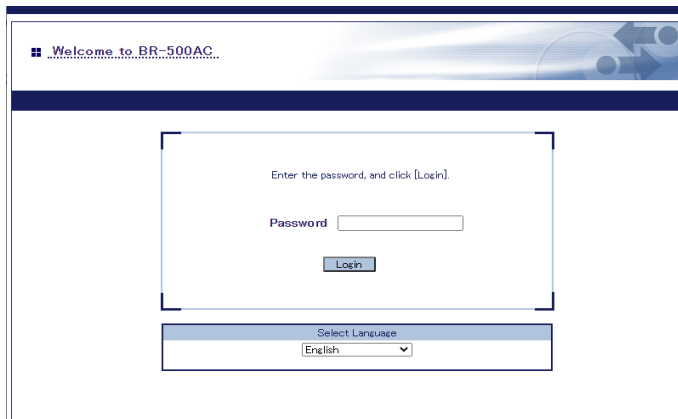 Welcome to BR-500AC
Enter the password, and click [Login].
Password
Login
Select Language
English